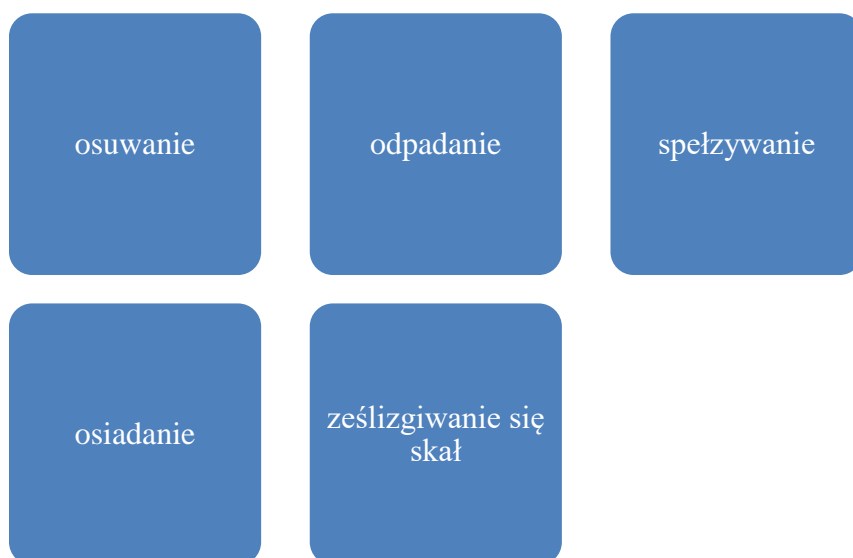 osuwanie
odpadanie
spełzywanie
osiadanie
ześlizgiwanie się
skał